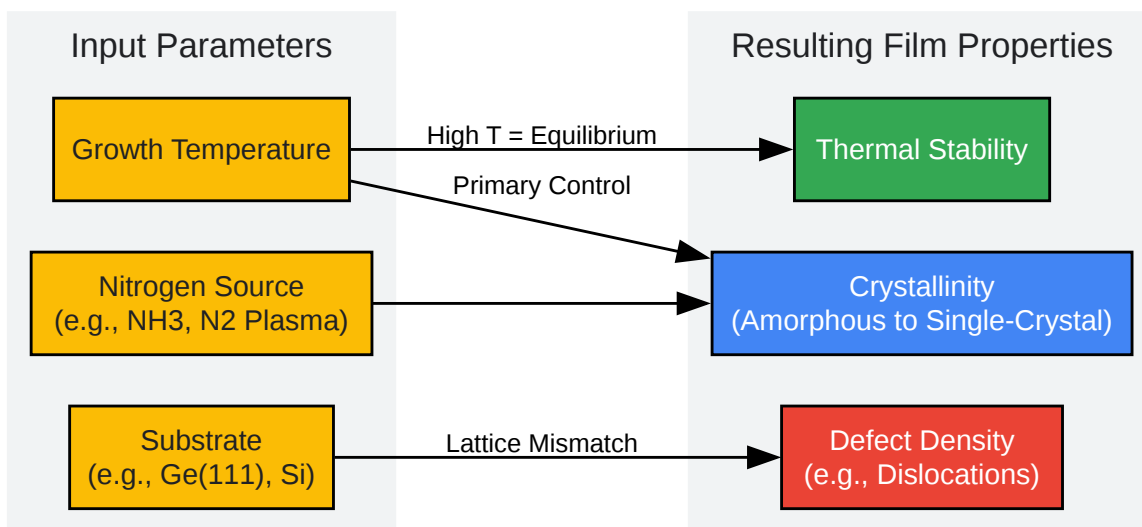 Input Parameters
Resulting Film Properties
Growth Temperature
High T = Equilibrium
Thermal Stability
Primary Control
Nitrogen Source
(e.g., NH3, N2 Plasma)
Crystallinity
(Amorphous to Single-Crystal)
Substrate
(e.g., Ge(111), Si)
Lattice Mismatch
Defect Density
(e.g., Dislocations)